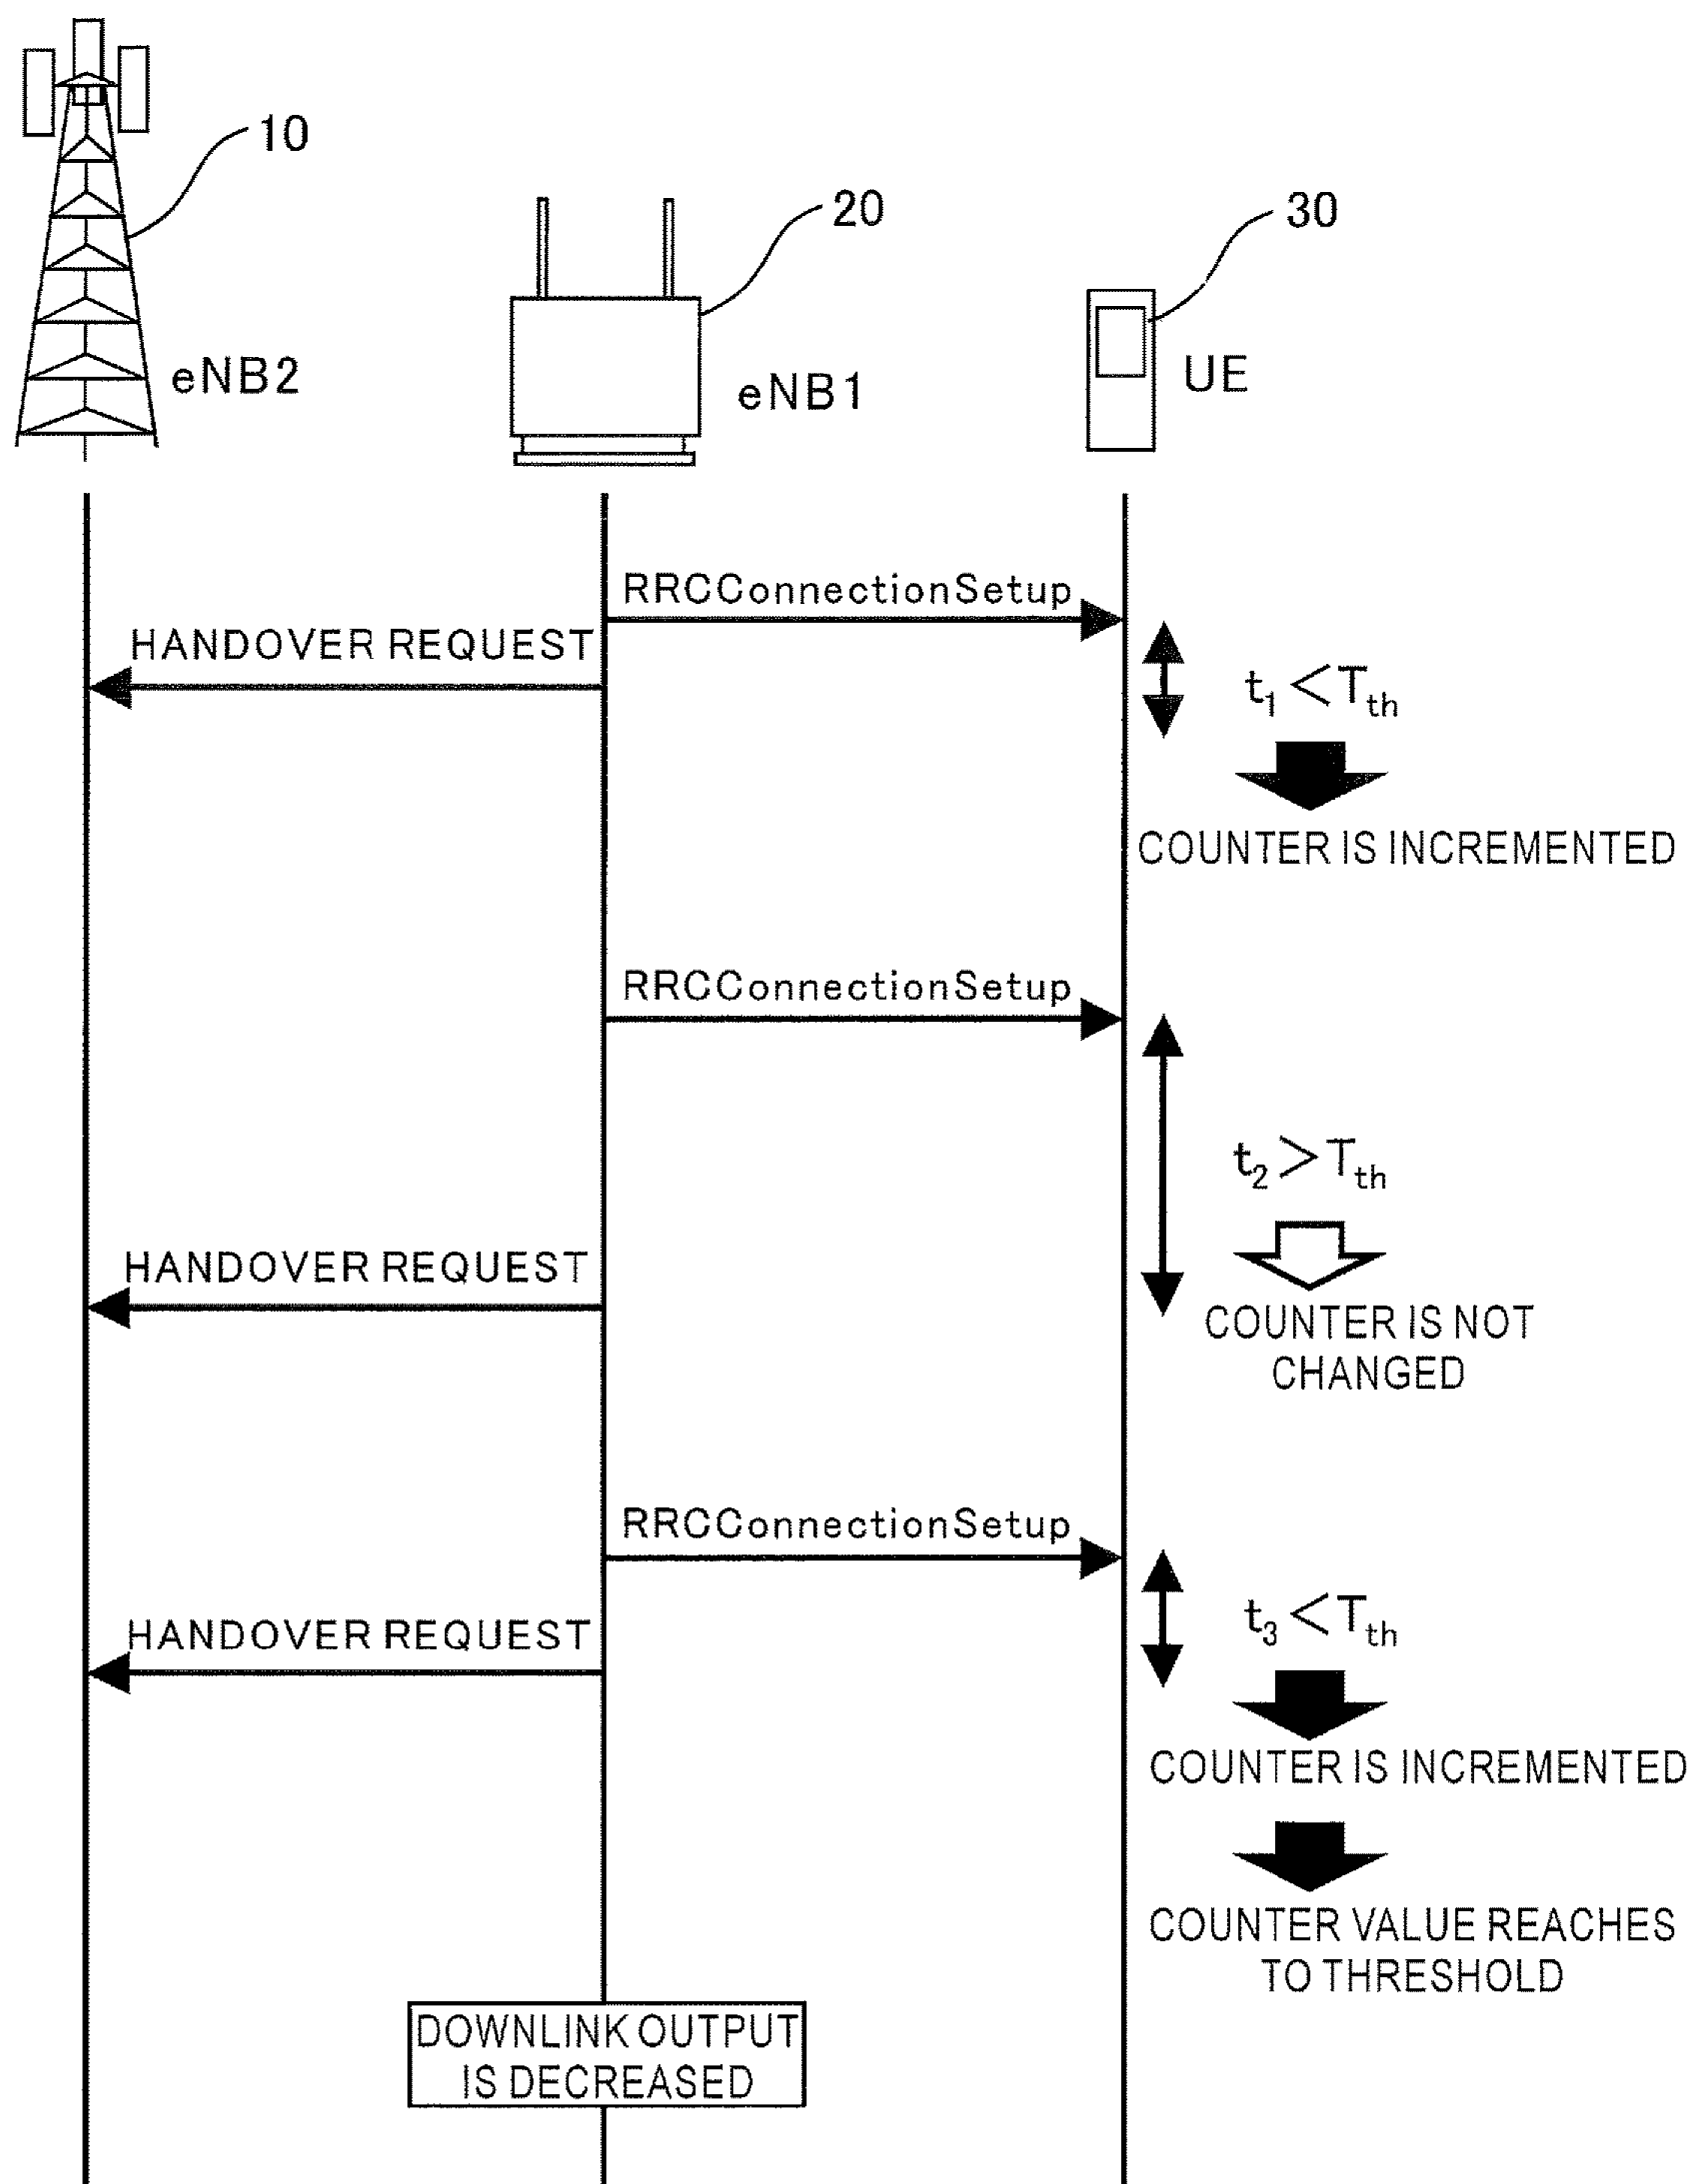 10
20
30
eNB2
eNB1
UE
RRCConnectionSetup
HANDOVER REQUEST
t1 < Tth
COUNTER IS INCREMENTED
RRCConnectionSetup
t2 > Tth
HANDOVER REQUEST
COUNTER IS NOT
CHANGED
RRCConnectionSetup
HANDOVER REQUEST
t3 < Tth
COUNTER IS INCREMENTED
COUNTER VALUE REACHES
TO THRESHOLD
DOWNLINK OUTPUT
IS DECREASED